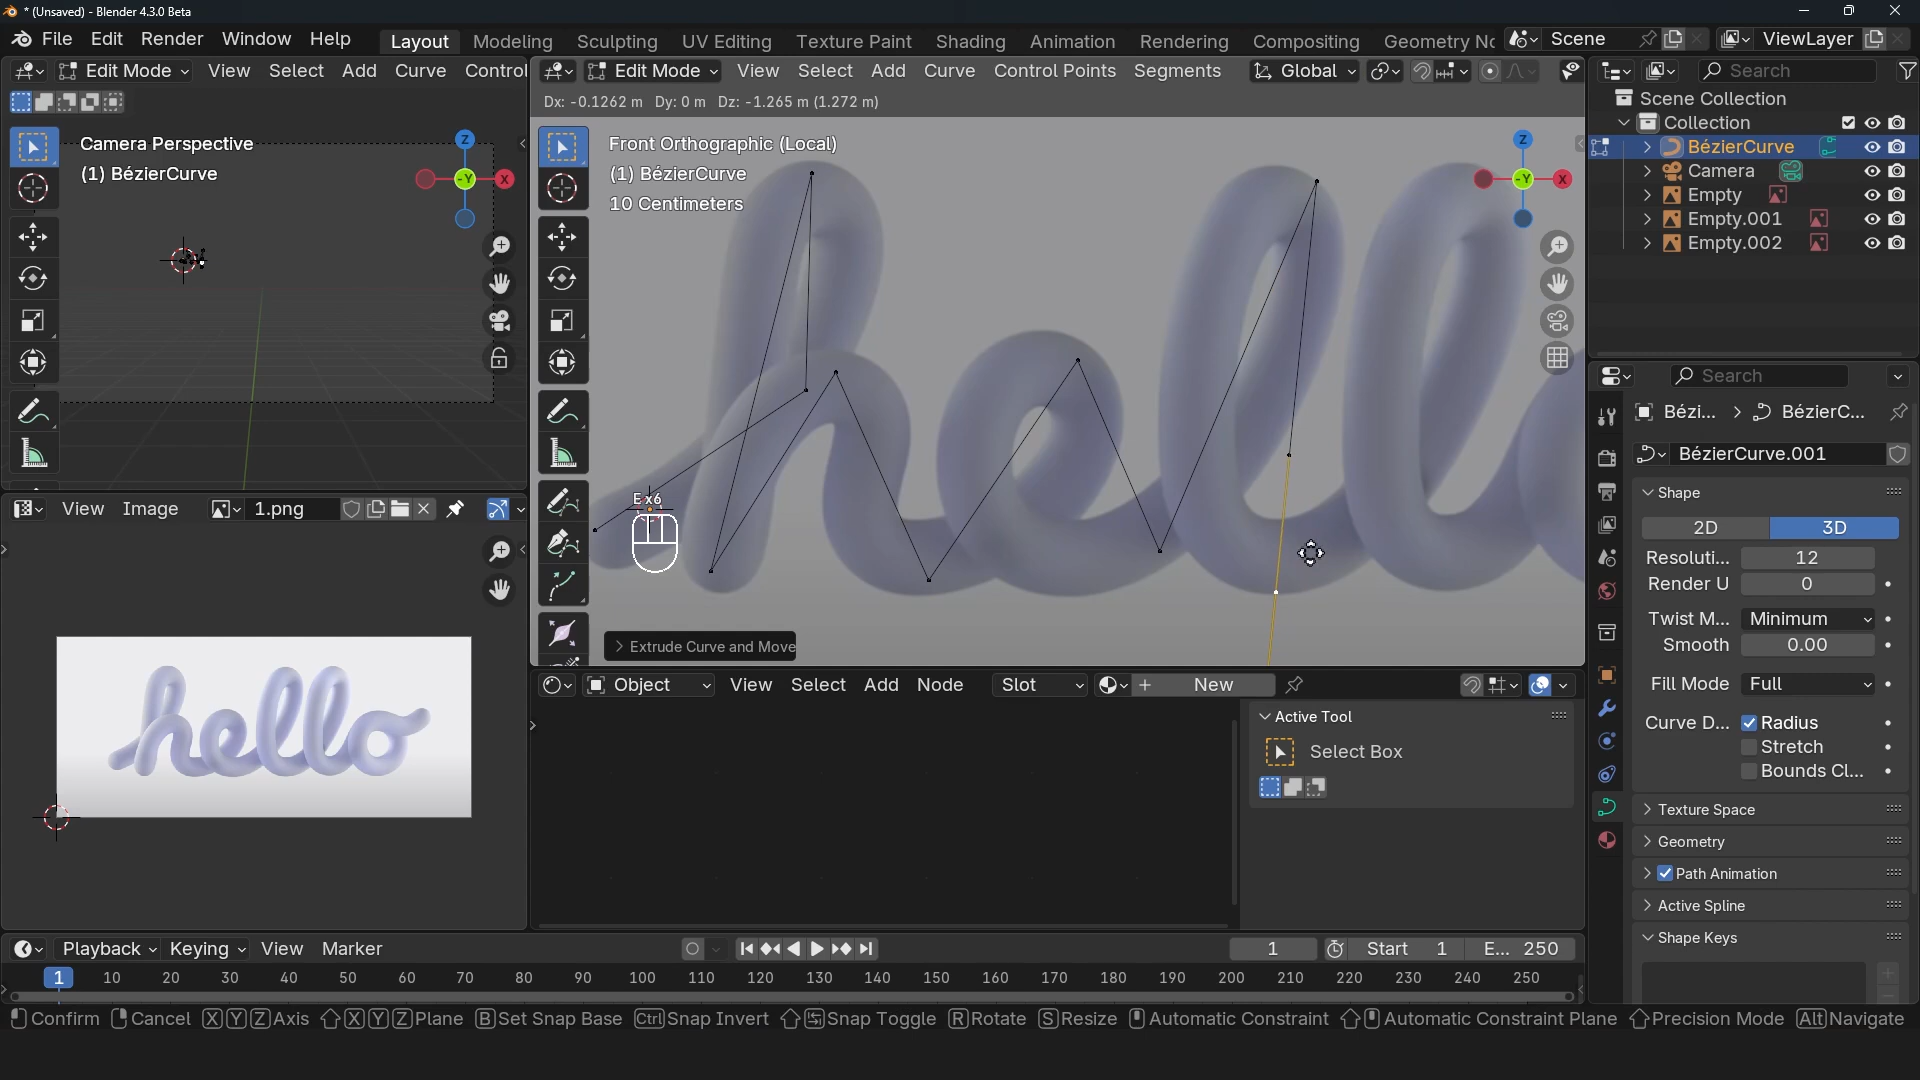 * (Unsaved) - Blender 4.3.0 Beta
File Edit Render Window Help
Layout Modeling Sculpting UV Editing Texture Paint Shading Animation Rendering Compositing Geometry No
Scene
ViewLayer
Edit Mode View Select Add Curve Control
Edit Mode View Select Add Curve Control Points Segments Global
Search
Dx: -0.1262 m Dy: 0 m Dz: -1.265 m (1.272 m)
Scene Collection
Collection
BézierCurve
Camera
Empty
Empty.001
Empty.002
Camera Perspective
(1) BézierCurve
Z
-Y
X
Front Orthographic (Local)
(1) BézierCurve
10 Centimeters
Z
-Y
X
hell
E x6
Extrude Curve and Move
Search
Bézi... BézierC...
BézierCurve.001
Shape
2D 3D
Resoluti... 12
Render U 0
Twist M... Minimum
Smooth 0.00
Fill Mode Full
Curve D... Radius
Stretch
Bounds Cl...
Texture Space
Geometry
Path Animation
Active Spline
Shape Keys
View Image 1.png
hello
Object View Select Add Node Slot New
Active Tool
Select Box
Playback Keying View Marker
1 Start 1 E... 250
1 10 20 30 40 50 60 70 80 90 100 110 120 130 140 150 160 170 180 190 200 210 220 230 240 250
Confirm Cancel X Y Z Axis X Y Z Plane B Set Snap Base Ctrl Snap Invert Snap Toggle R Rotate S Resize Automatic Constraint Automatic Constraint Plane Precision Mode Alt Navigate